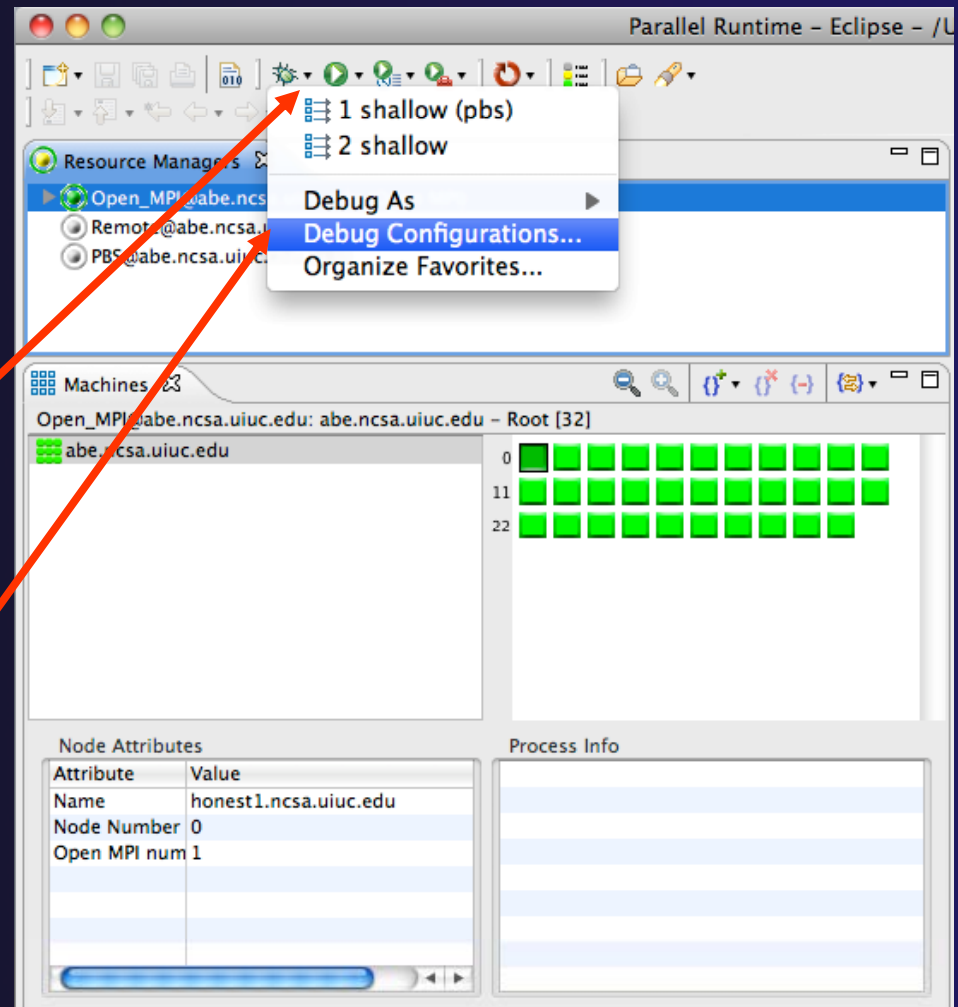 Parallel Runtime – Eclipse – /U
010
1 shallow (pbs)
2 shallow
Debug As
Debug Configurations...
Organize Favorites...
Resource Managers
Open_MPI@abe.ncs
Remote@abe.ncsa.u
PBS@abe.ncsa.uiuc.
Machines
Open_MPI@abe.ncsa.uiuc.edu: abe.ncsa.uiuc.edu – Root [32]
abe.ncsa.uiuc.edu
0
11
22
Node Attributes
Process Info
Attribute Value
Name honest1.ncsa.uiuc.edu
Node Number 0
Open MPI num 1